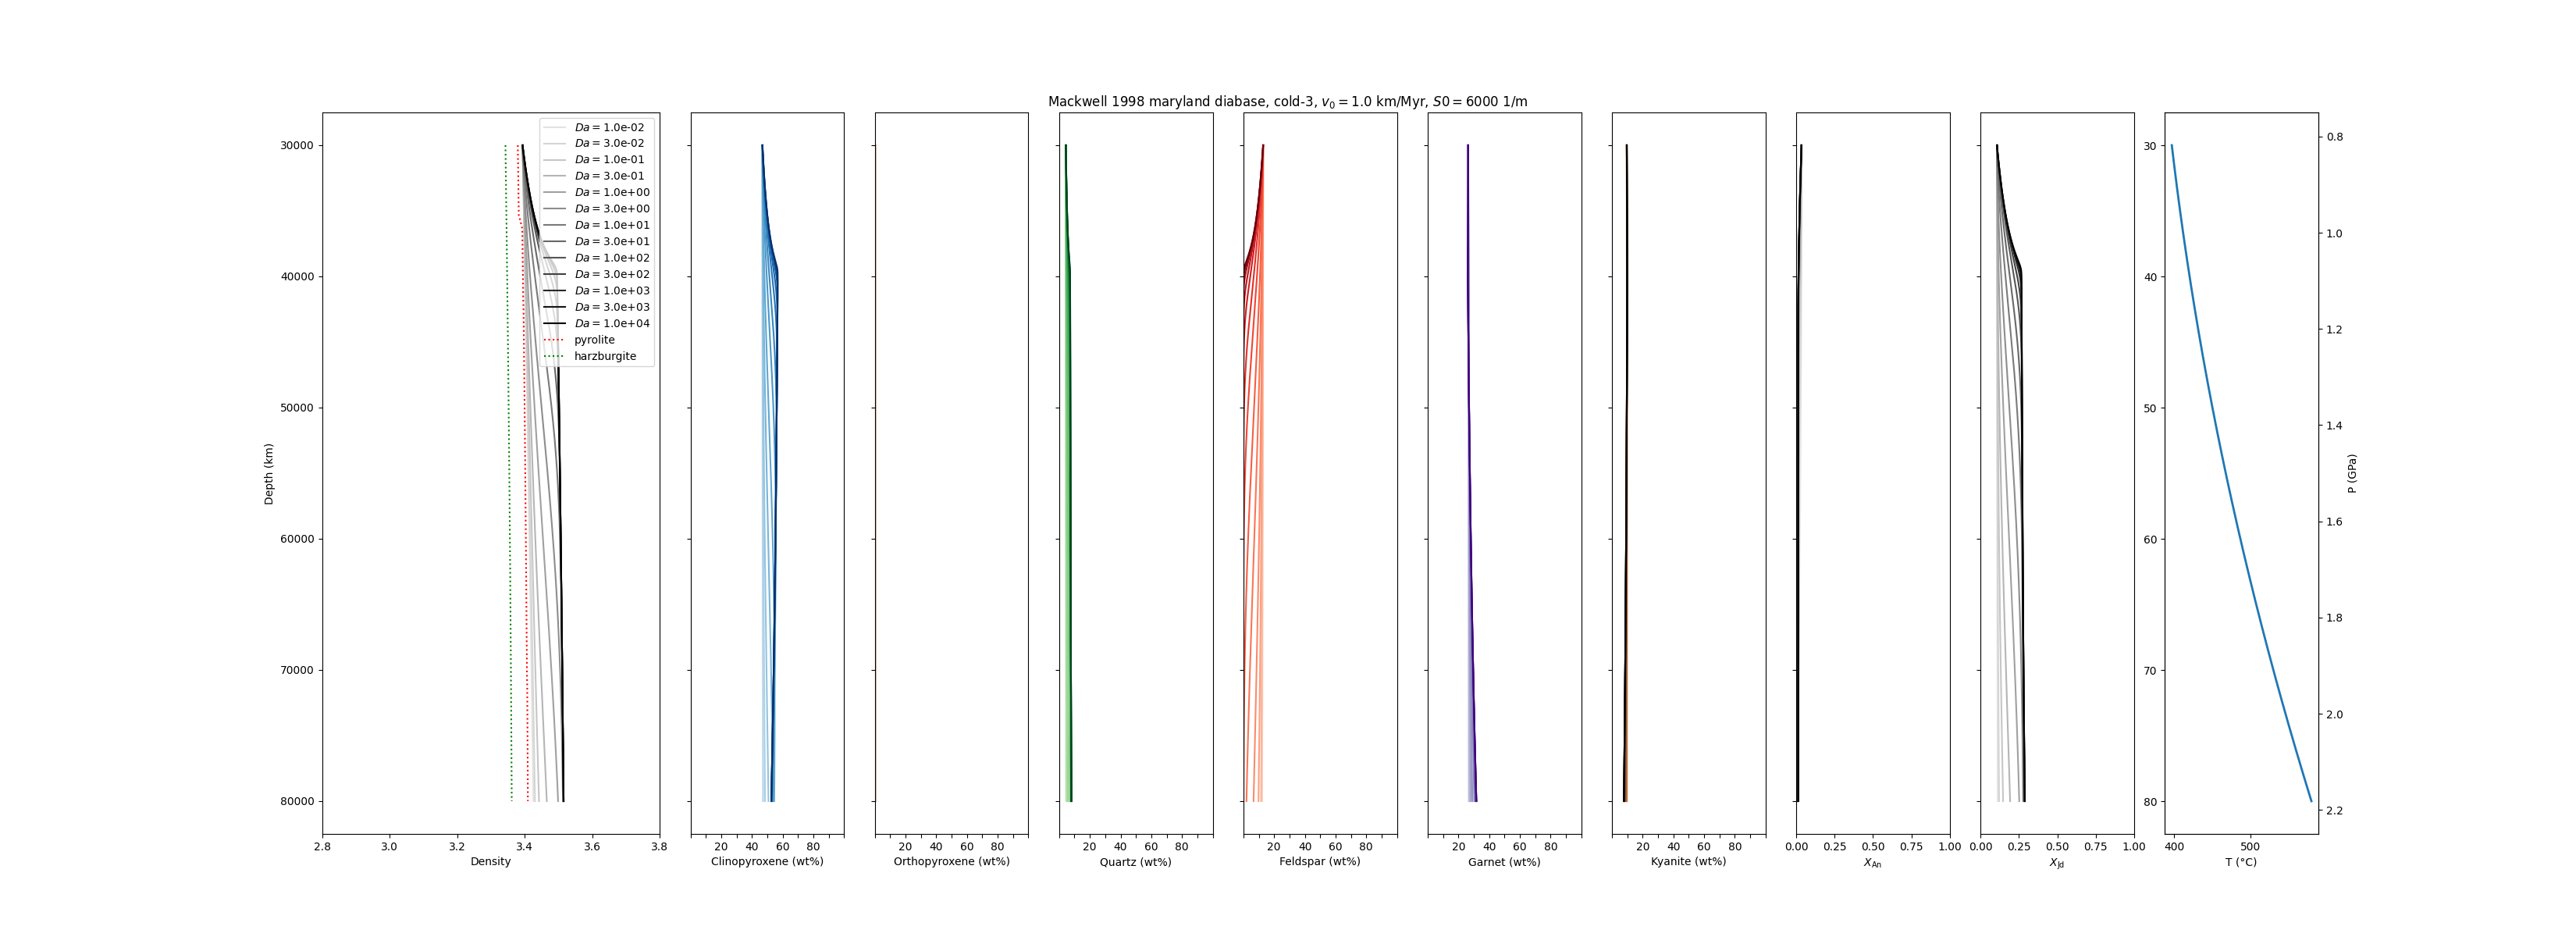 Mackwell 1998 maryland diabase, cold-3, v₀ = 1.0 km/Myr, S0 = 6000 1/m
Da = 1.0e-02
Da = 3.0e-02
Da = 1.0e-01
Da = 3.0e-01
Da = 1.0e+00
Da = 3.0e+00
Da = 1.0e+01
Da = 3.0e+01
Da = 1.0e+02
Da = 3.0e+02
Da = 1.0e+03
Da = 3.0e+03
Da = 1.0e+04
pyrolite
harzburgite
30000
40000
50000
60000
70000
80000
Depth (km)
2.8 3.0 3.2 3.4 3.6 3.8
Density
20 40 60 80
Clinopyroxene (wt%)
20 40 60 80
Orthopyroxene (wt%)
20 40 60 80
Quartz (wt%)
20 40 60 80
Feldspar (wt%)
20 40 60 80
Garnet (wt%)
20 40 60 80
Kyanite (wt%)
0.00 0.25 0.50 0.75 1.00
X_An
0.00 0.25 0.50 0.75 1.00
X_Jd
30
40
50
60
70
80
400 500
T (°C)
0.8
1.0
1.2
1.4
1.6
1.8
2.0
2.2
P (GPa)